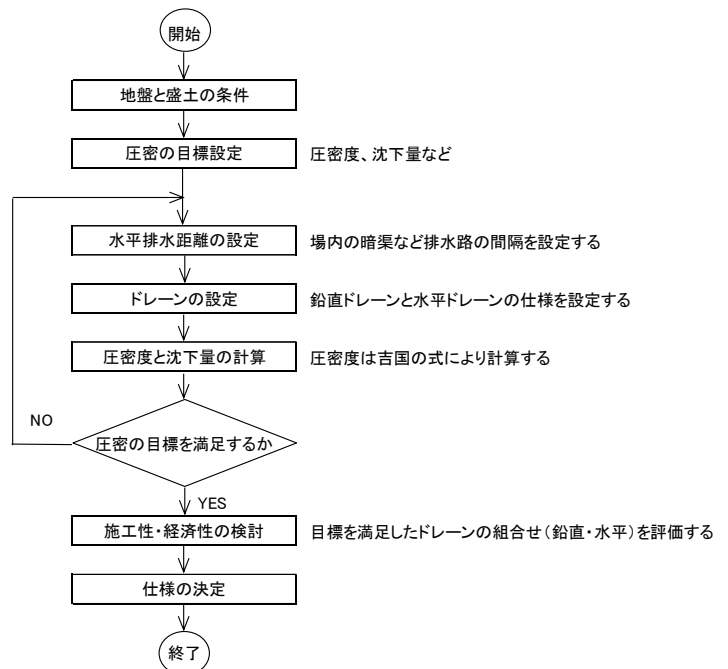 開始
地盤と盛土の条件
圧密の目標設定 圧密度、沈下量など
水平排水距離の設定 場内の暗渠など排水路の間隔を設定する
ドレーンの設定 鉛直ドレーンと水平ドレーンの仕様を設定する
圧密度と沈下量の計算 圧密度は吉国の式により計算する
NO
圧密の目標を満足するか
YES
施工性・経済性の検討 目標を満足したドレーンの組合せ(鉛直・水平)を評価する
仕様の決定
終了